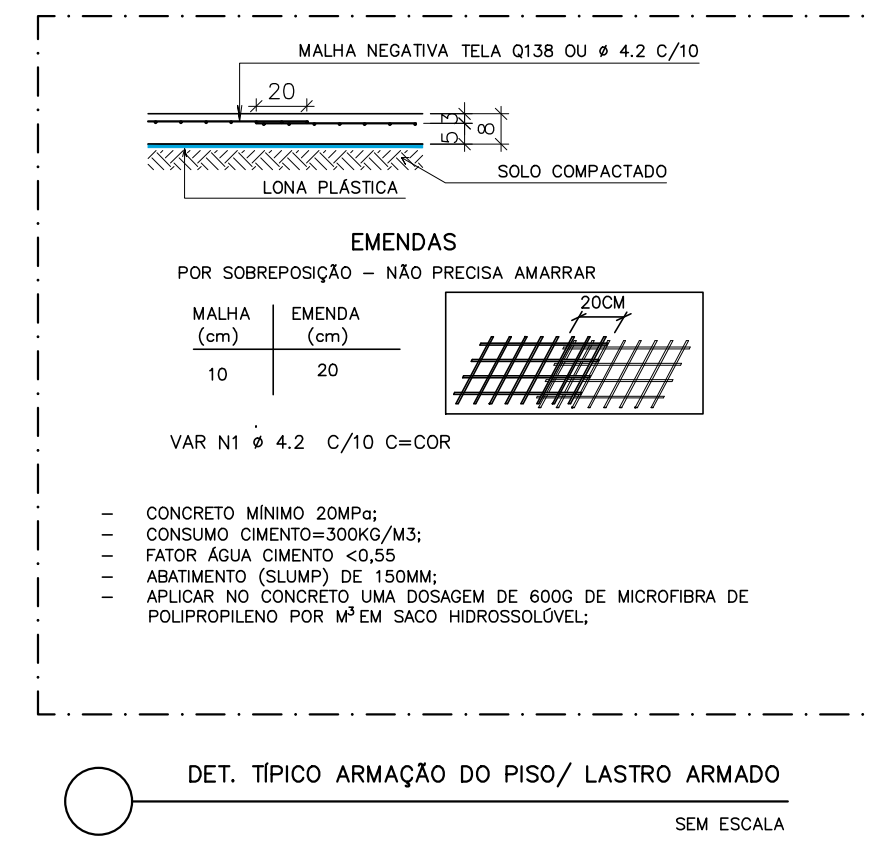 MALHA NEGATIVA TELA Q138 OU ø 4.2 C/10
20
3
5
8
SOLO COMPACTADO
LONA PLÁSTICA
EMENDAS
POR SOBREPOSIÇÃO – NÃO PRECISA AMARRAR
20CM
MALHA EMENDA
(cm) (cm)
10 20
VAR N1 ø 4.2 C/10 C=COR
– CONCRETO MÍNIMO 20MPa;
– CONSUMO CIMENTO=300KG/M3;
– FATOR ÁGUA CIMENTO <0,55
– ABATIMENTO (SLUMP) DE 150MM;
– APLICAR NO CONCRETO UMA DOSAGEM DE 600G DE MICROFIBRA DE
POLIPROPILENO POR M³ EM SACO HIDROSSOLÚVEL;
DET. TÍPICO ARMAÇÃO DO PISO/ LASTRO ARMADO
SEM ESCALA